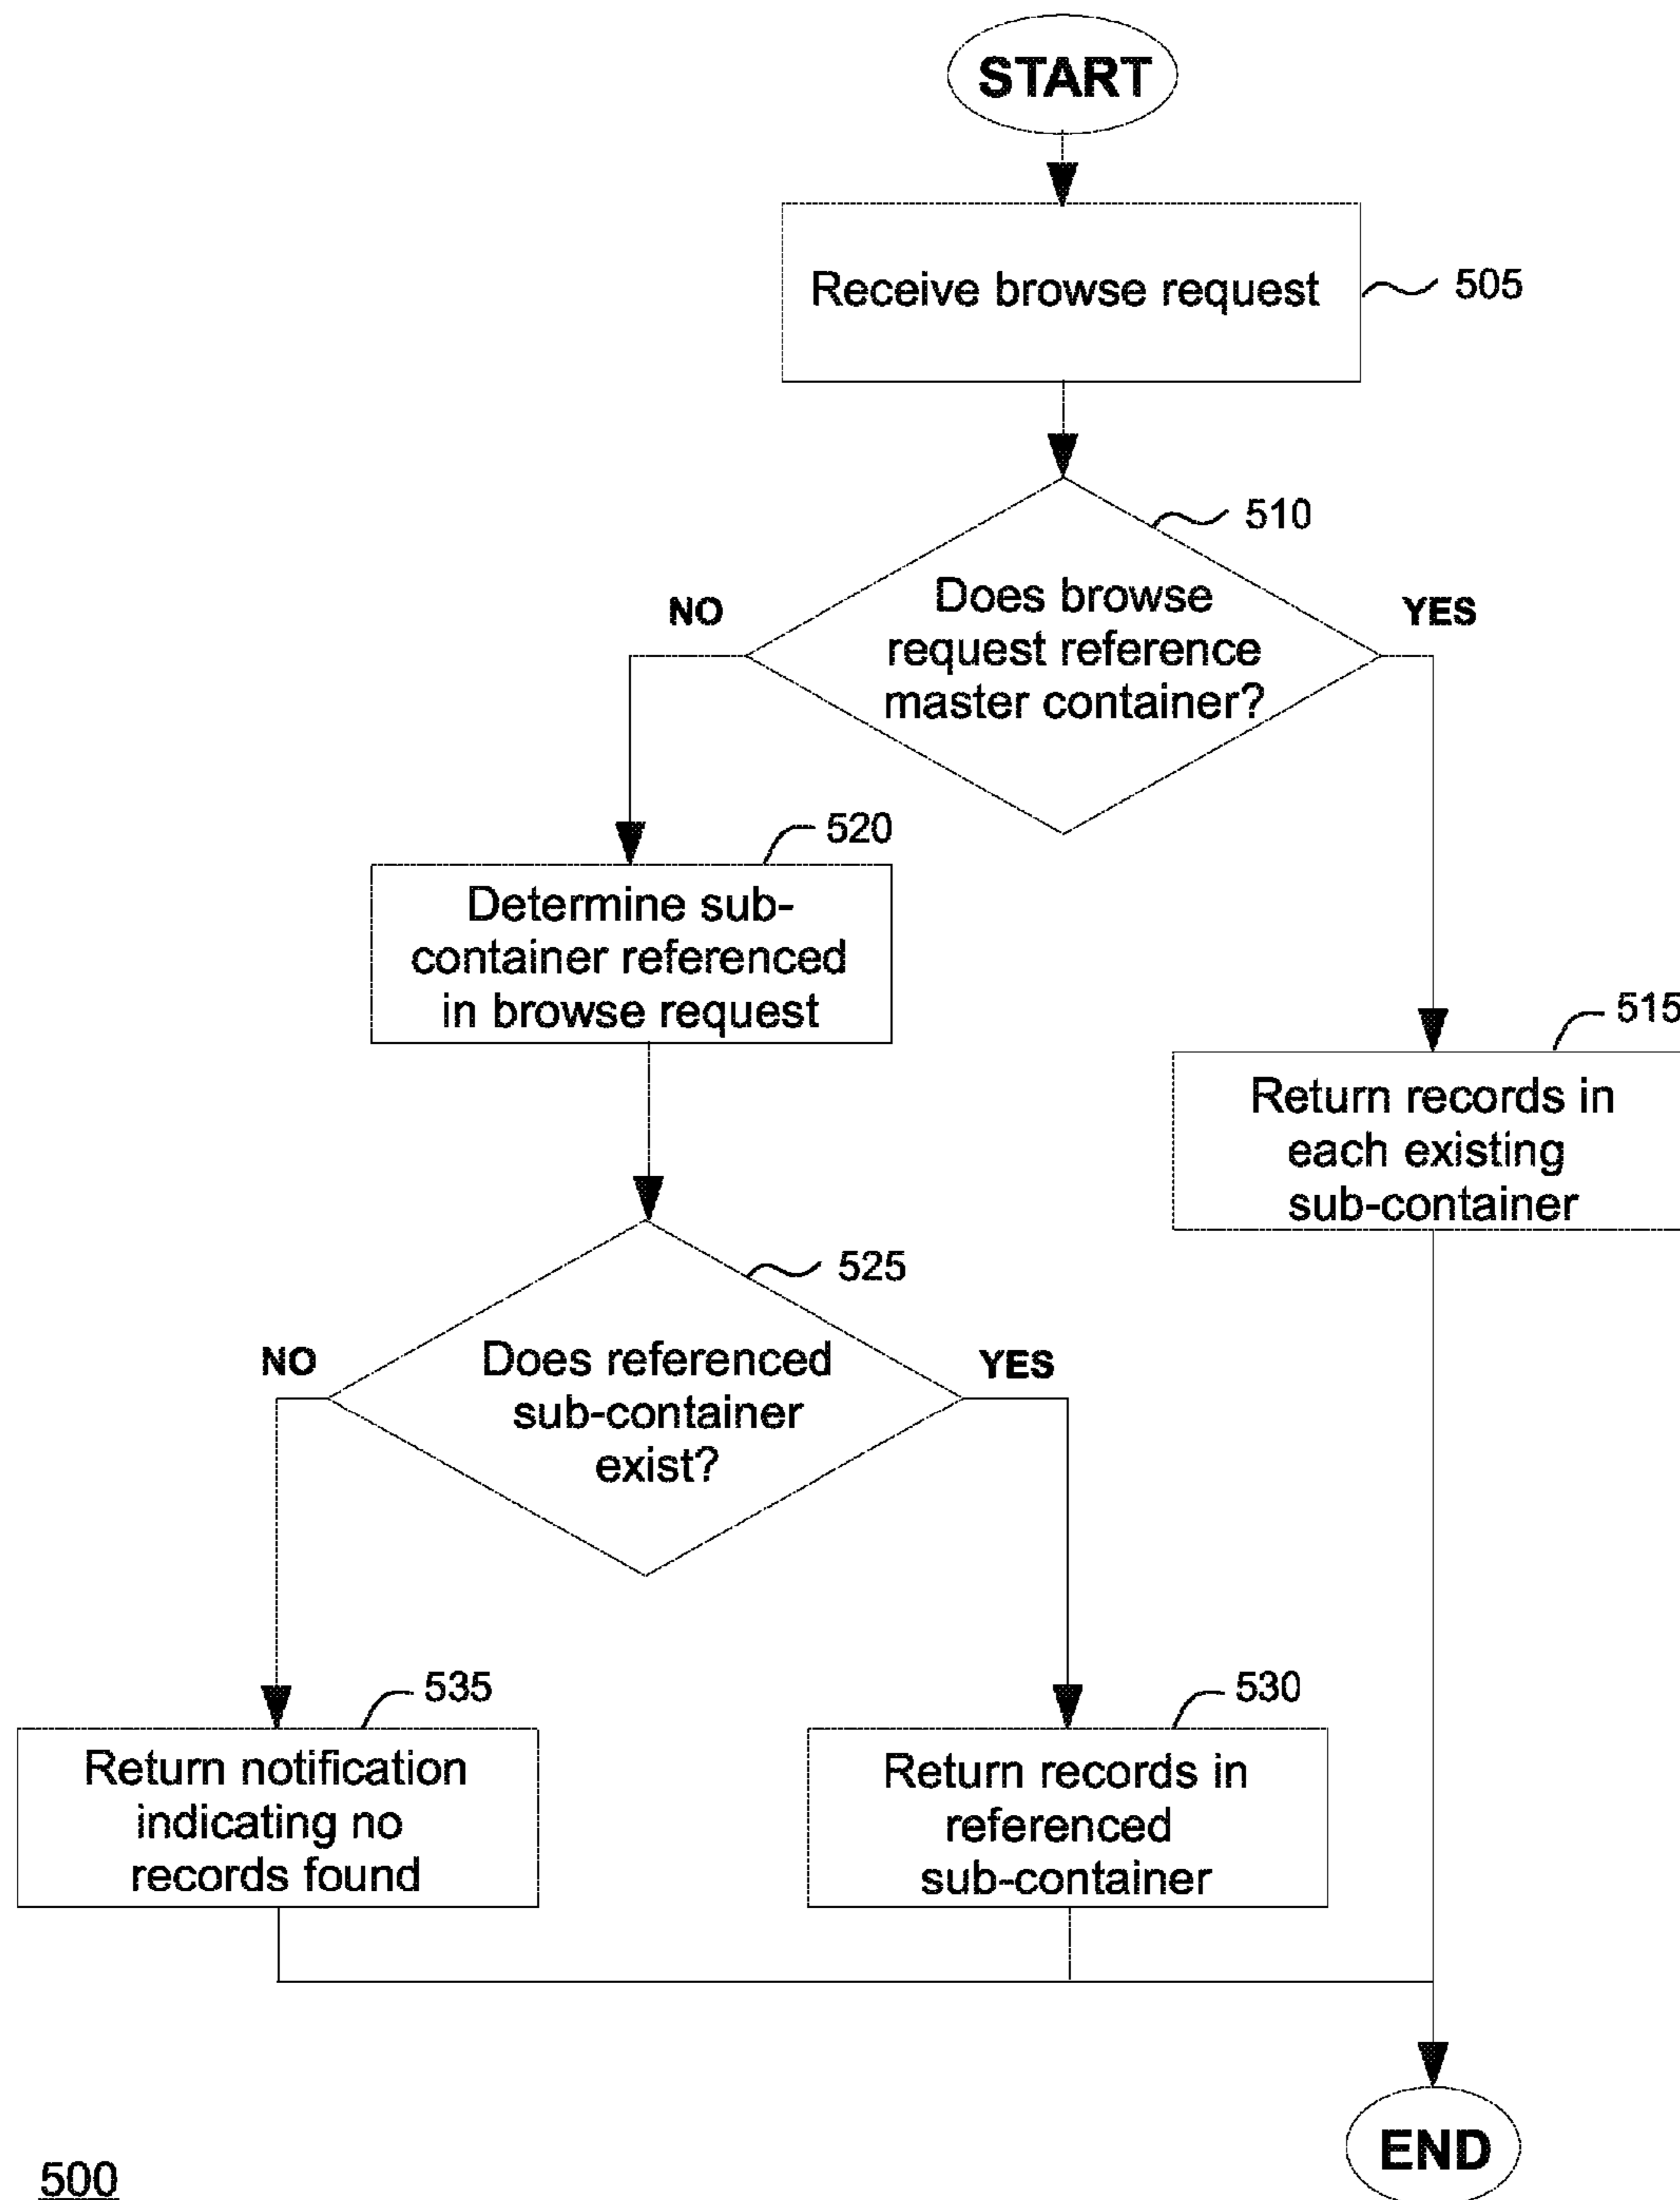 START
Receive browse request
505
510
Does browse
request reference
master container?
NO
YES
520
Determine sub-
container referenced
in browse request
515
Return records in
each existing
sub-container
525
Does referenced
sub-container
exist?
NO
YES
535
Return notification
indicating no
records found
530
Return records in
referenced
sub-container
END
500